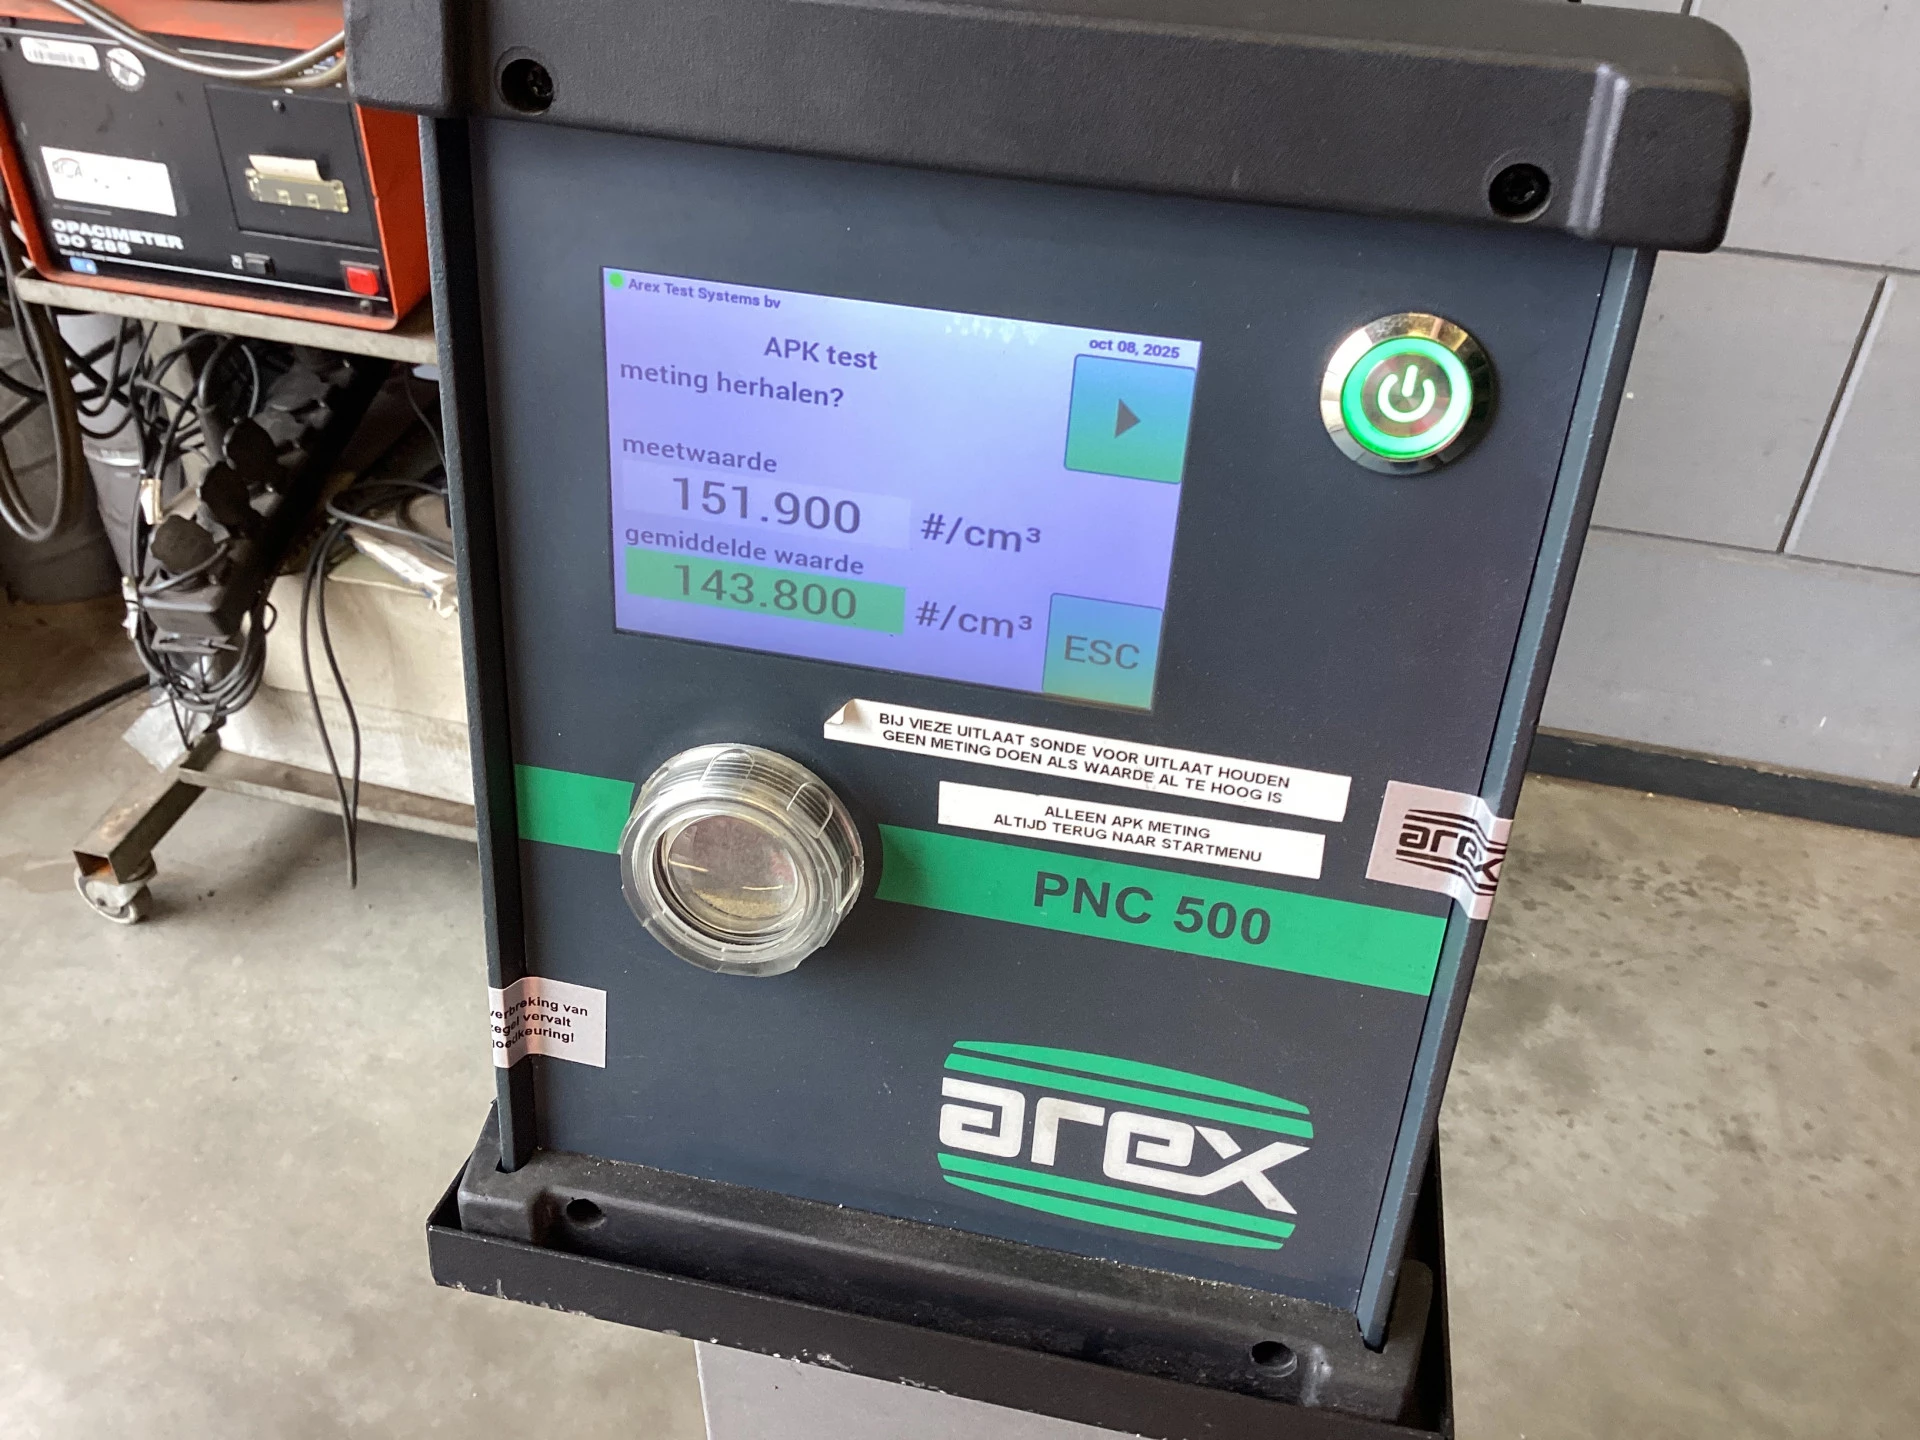 OPACIMETER
DO 285
Arex Test Systems bv
oct 08, 2025
APK test
meting herhalen?
meetwaarde
151.900 #/cm³
gemiddelde waarde
143.800 #/cm³
ESC
BIJ VIEZE UITLAAT SONDE VOOR UITLAAT HOUDEN
GEEN METING DOEN ALS WAARDE AL TE HOOG IS
ALLEEN APK METING
ALTIJD TERUG NAAR STARTMENU
arex
PNC 500
verbreking van
zegel vervalt
goedkeuring!
arex